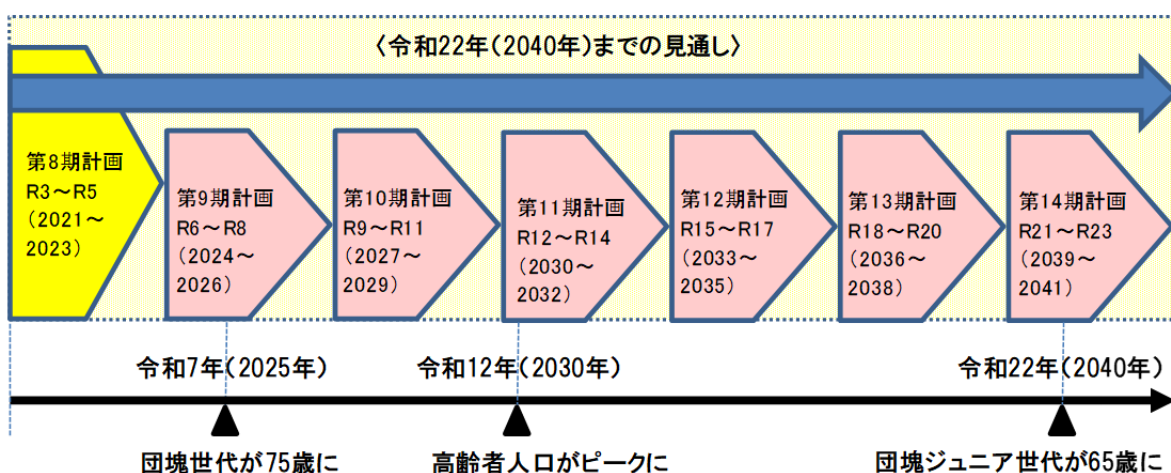 〈令和22年(2040年)までの見通し〉
第8期計画
R3～R5
(2021～
2023)
第9期計画
R6～R8
(2024～
2026)
第10期計画
R9～R11
(2027～
2029)
第11期計画
R12～R14
(2030～
2032)
第12期計画
R15～R17
(2033～
2035)
第13期計画
R18～R20
(2036～
2038)
第14期計画
R21～R23
(2039～
2041)
令和7年(2025年)
令和12年(2030年)
令和22年(2040年)
団塊世代が75歳に
高齢者人口がピークに
団塊ジュニア世代が65歳に